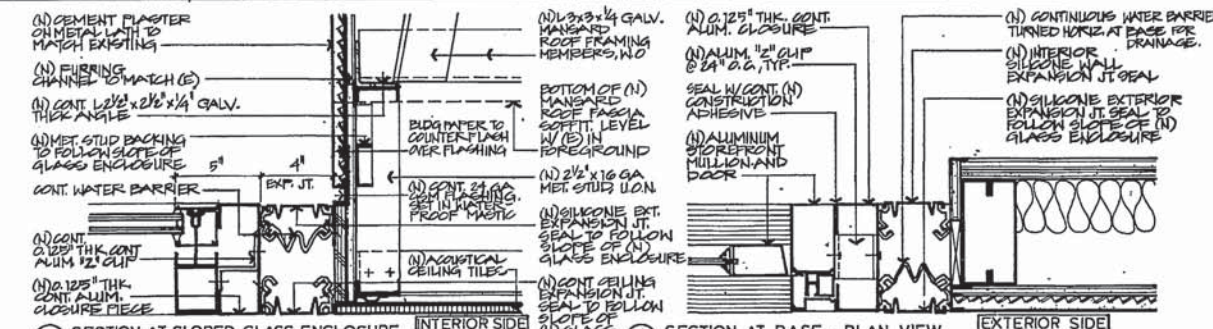 (N) CEMENT PLASTER
ON METAL LATH TO
MATCH EXISTING
(N) FURRING
CHANNEL TO MATCH (E)
(N) CONT. L2½"x2½"x¼" GALV.
THICK ANGLE
(N) MET. STUD BACKING
TO FOLLOW SLOPE OF
GLASS ENCLOSURE
5"
4"
EXP. JT.
CONT. WATER BARRIER
(N) CONT.
0.125" THK. CONT
ALUM. "Z" CLIP
(N) 0.125" THK
CONT. ALUM.
CLOSURE PIECE
SECTION AT SLOPED GLASS ENCLOSURE
INTERIOR SIDE
BLDG PAPER TO
COUNTERFLASH
OVER FLASHING
(N) CONT. 24 GA
GSM FLASHING.
SET IN WATER
PROOF MASTIC
(N) ACOUSTICAL
CEILING TILES
(N) L3x3x¼ GALV.
MANSARD
ROOF FRAMING
MEMBERS, W.O
BOTTOM OF (N)
MANSARD
ROOF FASCIA
SOFFIT. LEVEL
W/ (E) IN
FOREGROUND
(N) 2½"x16 GA
MET. STUD, U.O.N.
(N) SILICONE EXT.
EXPANSION JT.
SEAL TO FOLLOW
SLOPE OF (N)
GLASS ENCLOSURE
(N) CONT CEILING
EXPANSION JT.
SEAL TO FOLLOW
SLOPE OF
(N) GLASS
(N) 0.125" THK. CONT.
ALUM. CLOSURE
(N) ALUM. "Z" CLIP
@ 24" O.C., TYP.
SEAL W/ CONT. (N)
CONSTRUCTION
ADHESIVE
(N) ALUMINUM
STOREFRONT
MULLION AND
DOOR
SECTION AT BASE - PLAN VIEW
(N) CONTINUOUS WATER BARRIER
TURNED HORIZ. AT BASE FOR
DRAINAGE.
(N) INTERIOR
SILICONE WALL
EXPANSION JT. SEAL
(N) SILICONE EXTERIOR
EXPANSION JT. SEAL TO
FOLLOW SLOPE OF (N)
GLASS ENCLOSURE
EXTERIOR SIDE